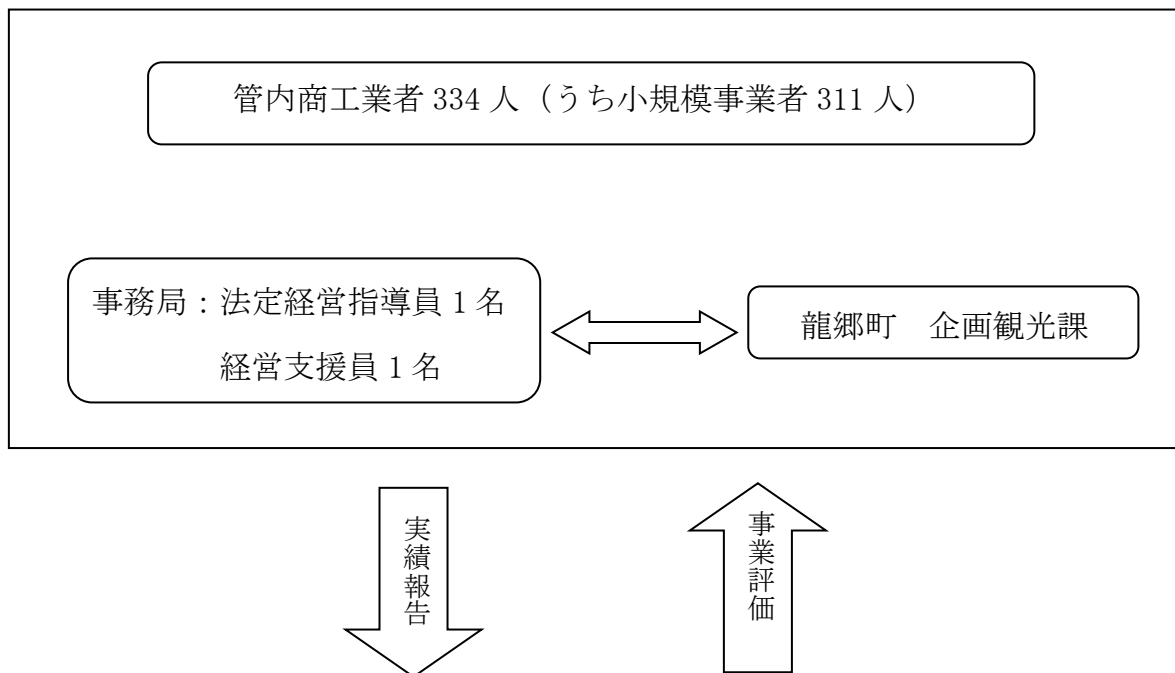 管内商工業者 334 人（うち小規模事業者 311 人）
事務局：法定経営指導員 1 名
経営支援員 1 名
龍郷町　企画観光課
実績報告
事業評価